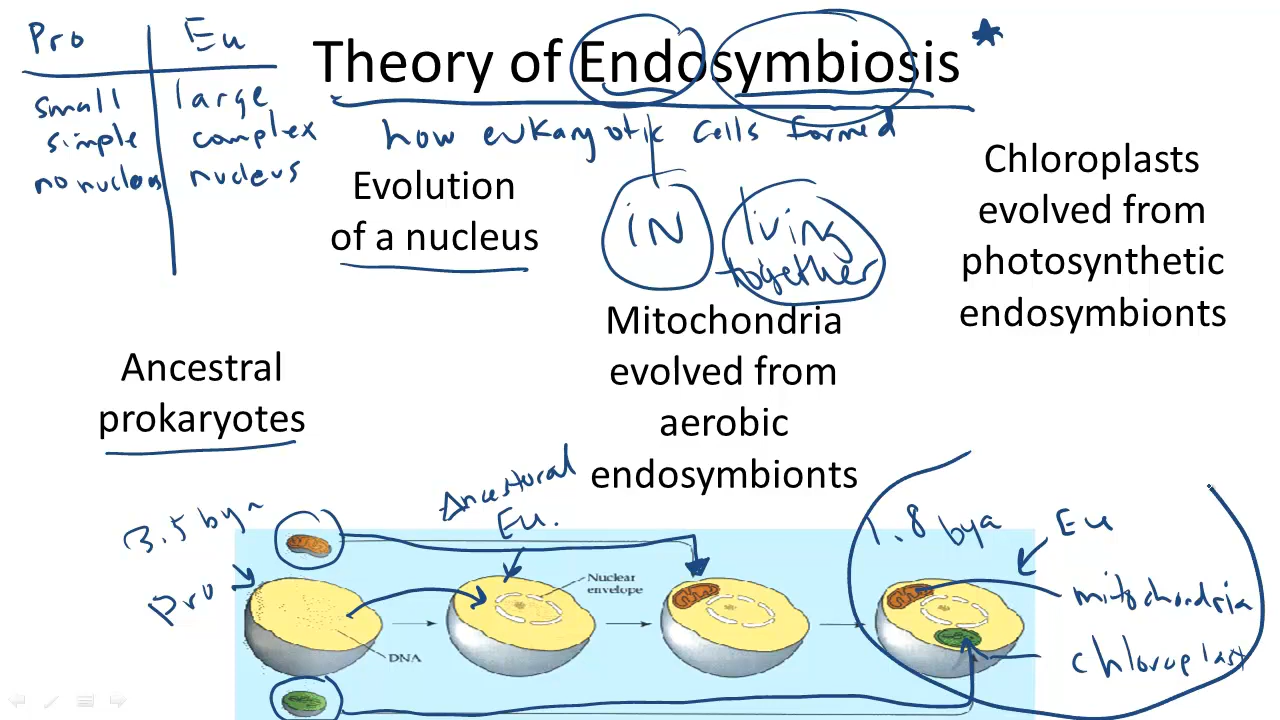 Pro Eu
small large
simple complex
no nucleus nucleus
Theory of Endosymbiosis
how eukaryotic cells formed
Evolution
of a nucleus
IN
living
together
Chloroplasts
evolved from
photosynthetic
endosymbionts
Mitochondria
evolved from
aerobic
endosymbionts
Ancestral
prokaryotes
3.5 bya
Pro
Ancestural
Eu.
1.8 bya
Eu
mitochondria
chloroplast
Nuclear
envelope
DNA